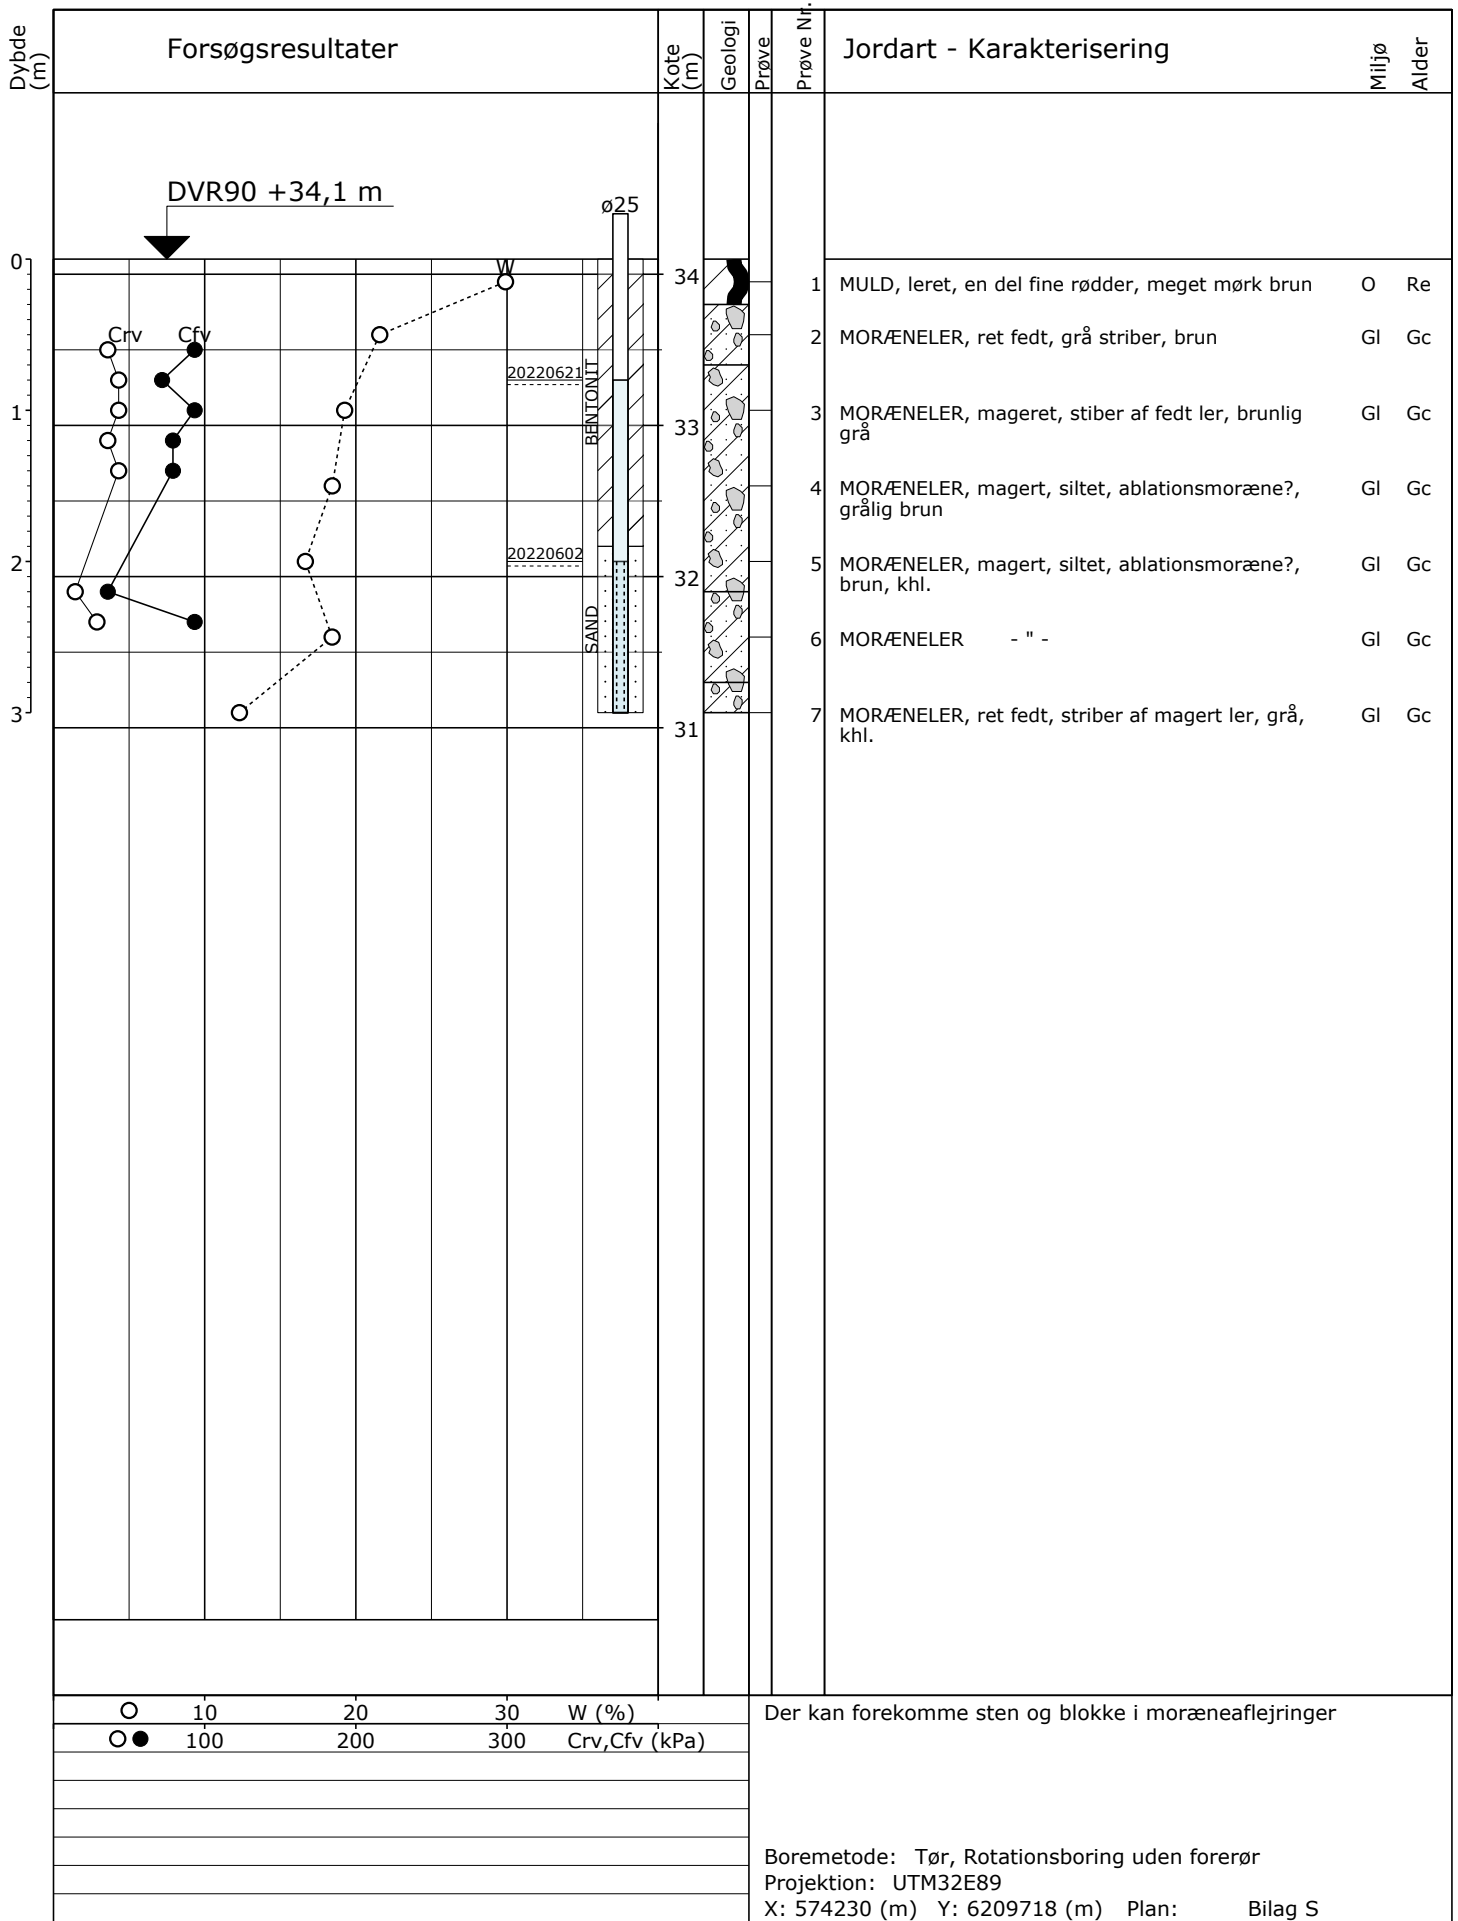 Dybde
(m)
Forsøgsresultater
Kote
(m)
Geologi
Prøve
Prøve Nr.
Jordart - Karakterisering
Miljø
Alder
DVR90 +34,1 m
ø25
0
W
34
1 MULD, leret, en del fine rødder, meget mørk brun O Re
Crv Cfv
2 MORÆNELER, ret fedt, grå striber, brun Gl Gc
20220621
BENTONIT
1
33
3 MORÆNELER, mageret, stiber af fedt ler, brunlig Gl Gc
grå
4 MORÆNELER, magert, siltet, ablationsmoræne?, Gl Gc
grålig brun
20220602
2
32
5 MORÆNELER, magert, siltet, ablationsmoræne?, Gl Gc
brun, khl.
SAND
6 MORÆNELER - " - Gl Gc
3
31
7 MORÆNELER, ret fedt, striber af magert ler, grå, Gl Gc
khl.
10 20 30 W (%)
100 200 300 Crv,Cfv (kPa)
Der kan forekomme sten og blokke i moræneaflejringer
Boremetode: Tør, Rotationsboring uden forerør
Projektion: UTM32E89
X: 574230 (m) Y: 6209718 (m) Plan: Bilag S